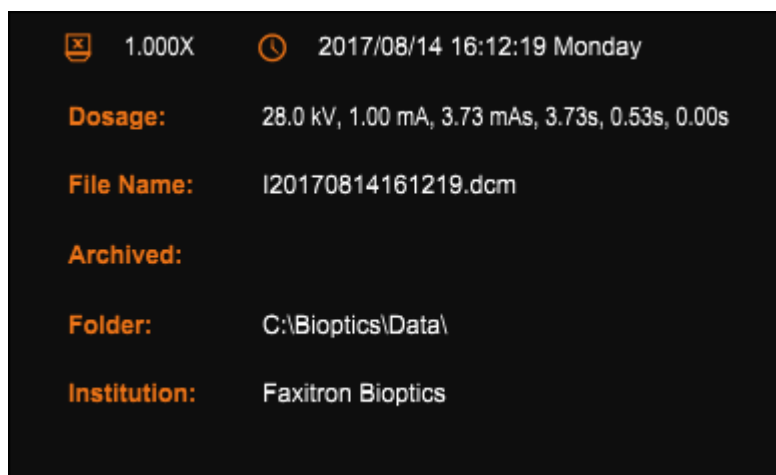 1.000X 2017/08/14 16:12:19 Monday
Dosage: 28.0 kV, 1.00 mA, 3.73 mAs, 3.73s, 0.53s, 0.00s
File Name: I20170814161219.dcm
Archived:
Folder: C:\Bioptics\Data\
Institution: Faxitron Bioptics